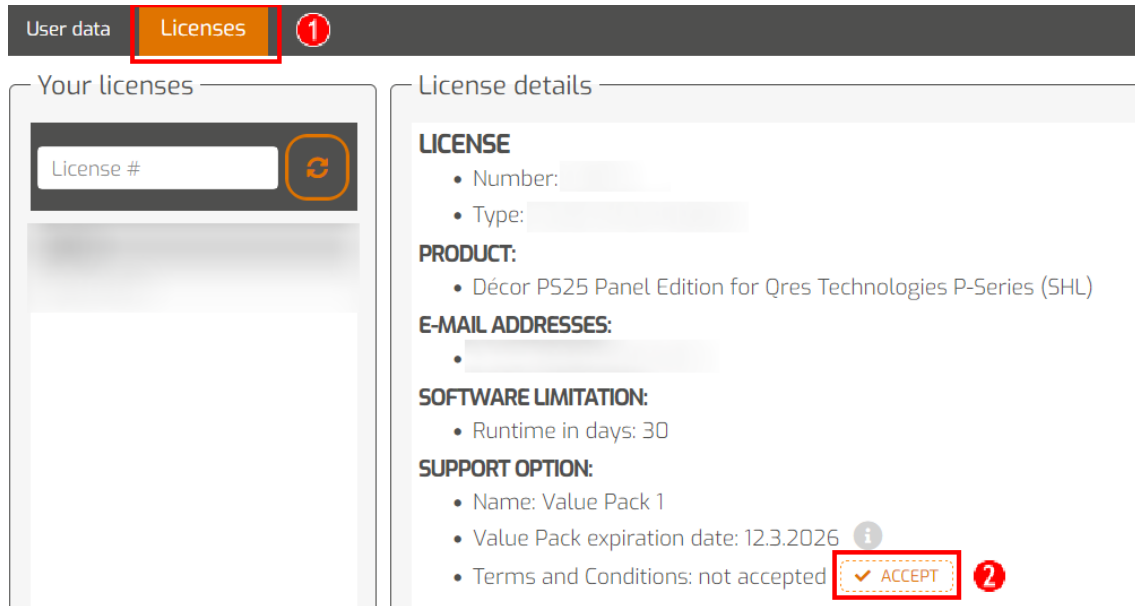 User data Licenses 1
Your licenses
License #
License details
LICENSE
• Number:
• Type:
PRODUCT:
• Décor PS25 Panel Edition for Qres Technologies P-Series (SHL)
E-MAIL ADDRESSES:
•
SOFTWARE LIMITATION:
• Runtime in days: 30
SUPPORT OPTION:
• Name: Value Pack 1
• Value Pack expiration date: 12.3.2026 i
• Terms and Conditions: not accepted ✓ ACCEPT 2